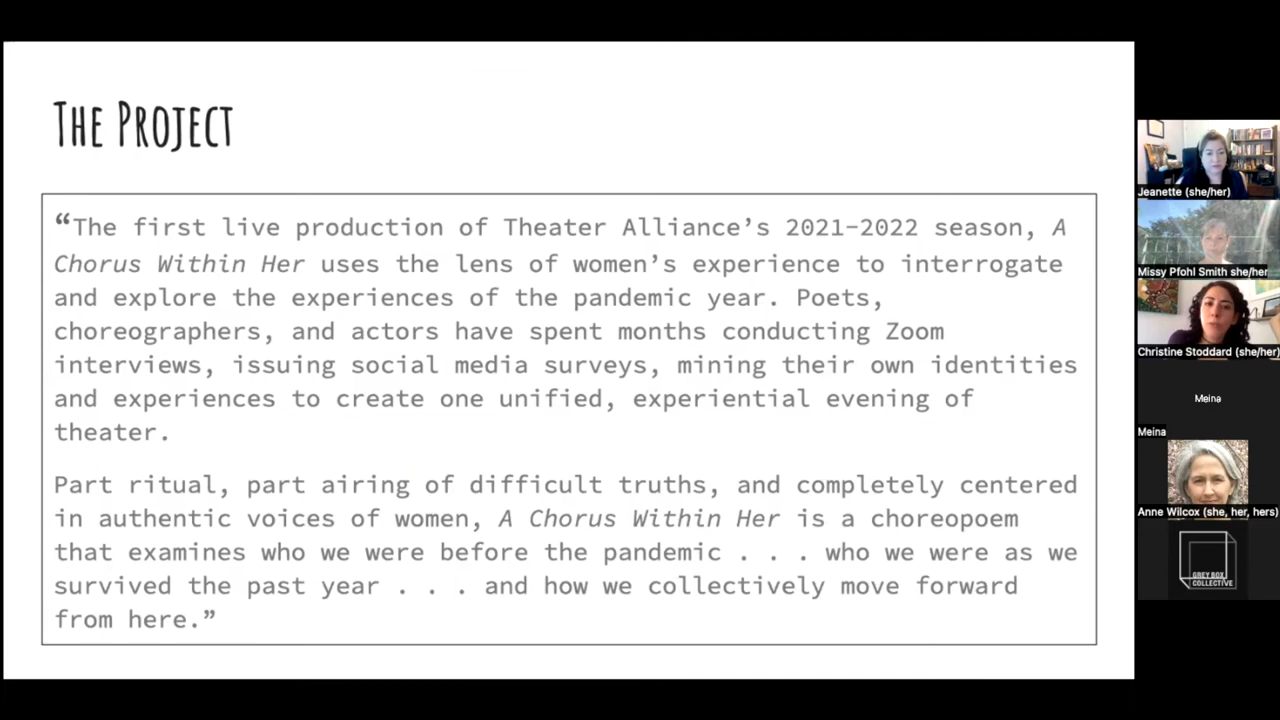 The Project
“The first live production of Theater Alliance’s 2021-2022 season, A
Chorus Within Her uses the lens of women’s experience to interrogate
and explore the experiences of the pandemic year. Poets,
choreographers, and actors have spent months conducting Zoom
interviews, issuing social media surveys, mining their own identities
and experiences to create one unified, experiential evening of
theater.
Part ritual, part airing of difficult truths, and completely centered
in authentic voices of women, A Chorus Within Her is a choreopoem
that examines who we were before the pandemic . . . who we were as we
survived the past year . . . and how we collectively move forward
from here.”
Jeanette (she/her)
Missy Pfohl Smith she/her
Christine Stoddard (she/her)
Meina
Meina
Anne Wilcox (she, her, hers)
GREY BOX
COLLECTIVE